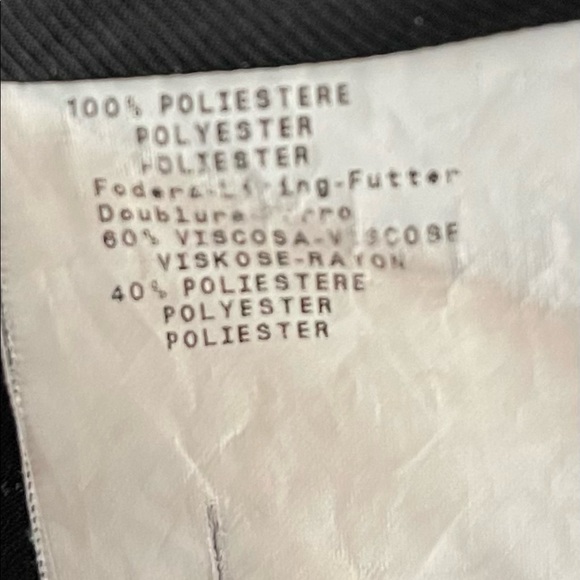 100% POLIESTERE
POLYESTER
POLIESTER
Fodera-Lining-Futter
Doublure
60% VISCOSA-VISCOSE
VISKOSE-RAYON
40% POLIESTERE
POLYESTER
POLIESTER